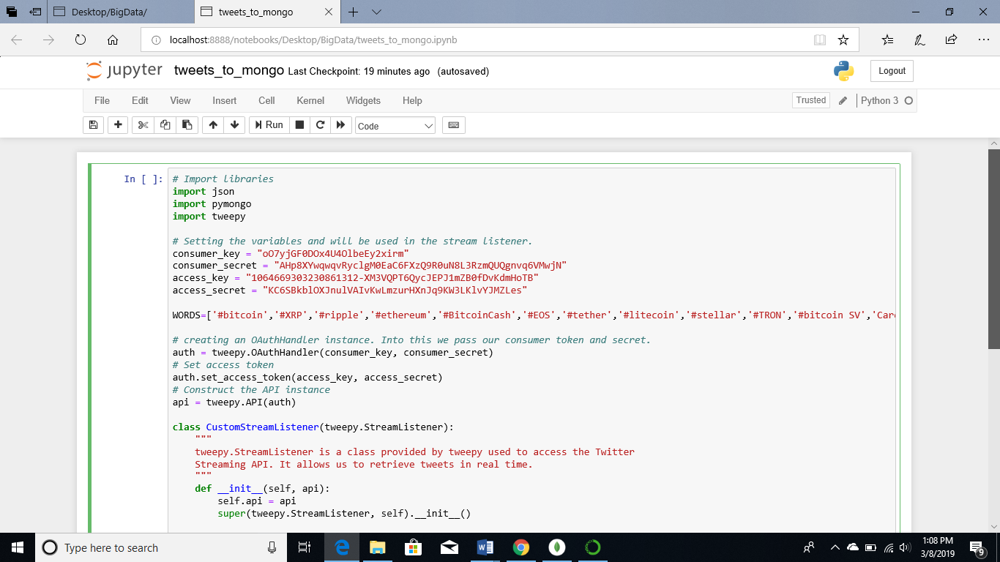 Desktop/BigData/
tweets_to_mongo
localhost:8888/notebooks/Desktop/BigData/tweets_to_mongo.ipynb
jupyter tweets_to_mongo Last Checkpoint: 19 minutes ago (autosaved)
Logout
File Edit View Insert Cell Kernel Widgets Help
Trusted
Python 3
Run
Code
In [ ]:
# Import libraries
import json
import pymongo
import tweepy
# Setting the variables and will be used in the stream listener.
consumer_key = "oO7yjGF0DOx4U4OlbeEy2xirm"
consumer_secret = "AHp8XYwqwqvRyclgM0EaC6FXzQ9R0uN8L3RzmQUQgnvq6VMwjN"
access_key = "1064669303230861312-XM3VQPT6QycJEPJ1mZB0fDvKdmHoTB"
access_secret = "KC6SBkblOXJnulVAIvKwLmzurHXnJq9KW3LKlvYJMZLes"
WORDS=['#bitcoin','#XRP','#ripple','#ethereum','#BitcoinCash','#EOS','#tether','#litecoin','#stellar','#TRON','#bitcoin SV','Car
# creating an OAuthHandler instance. Into this we pass our consumer token and secret.
auth = tweepy.OAuthHandler(consumer_key, consumer_secret)
# Set access token
auth.set_access_token(access_key, access_secret)
# Construct the API instance
api = tweepy.API(auth)
class CustomStreamListener(tweepy.StreamListener):
"""
tweepy.StreamListener is a class provided by tweepy used to access the Twitter
Streaming API. It allows us to retrieve tweets in real time.
"""
def __init__(self, api):
self.api = api
super(tweepy.StreamListener, self).__init__()
Type here to search
1:08 PM
3/8/2019
9